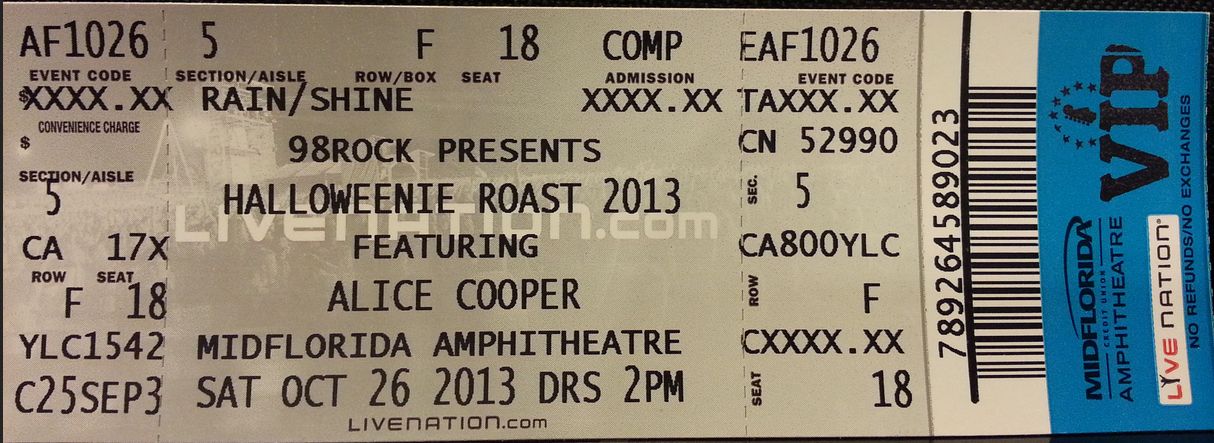 AF1026 5 F 18 COMP EAF1026
EVENT CODE SECTION/AISLE ROW/BOX SEAT ADMISSION EVENT CODE
$XXXX.XX RAIN/SHINE XXXX.XX TAXXX.XX
CONVENIENCE CHARGE
$
98ROCK PRESENTS CN 52990
SECTION/AISLE
5 HALLOWEENIE ROAST 2013 SEC. 5
LIVENATION.com
CA 17X FEATURING CA800YLC
ROW SEAT
F 18 ALICE COOPER ROW F
YLC1542 MIDFLORIDA AMPHITHEATRE CXXXX.XX
C25SEP3 SAT OCT 26 2013 DRS 2PM SEAT 18
LIVENATION.com
789264589023
VIP
MIDFLORIDA
CREDIT UNION
AMPHITHEATRE
LIVE NATION
NO REFUNDS/NO EXCHANGES